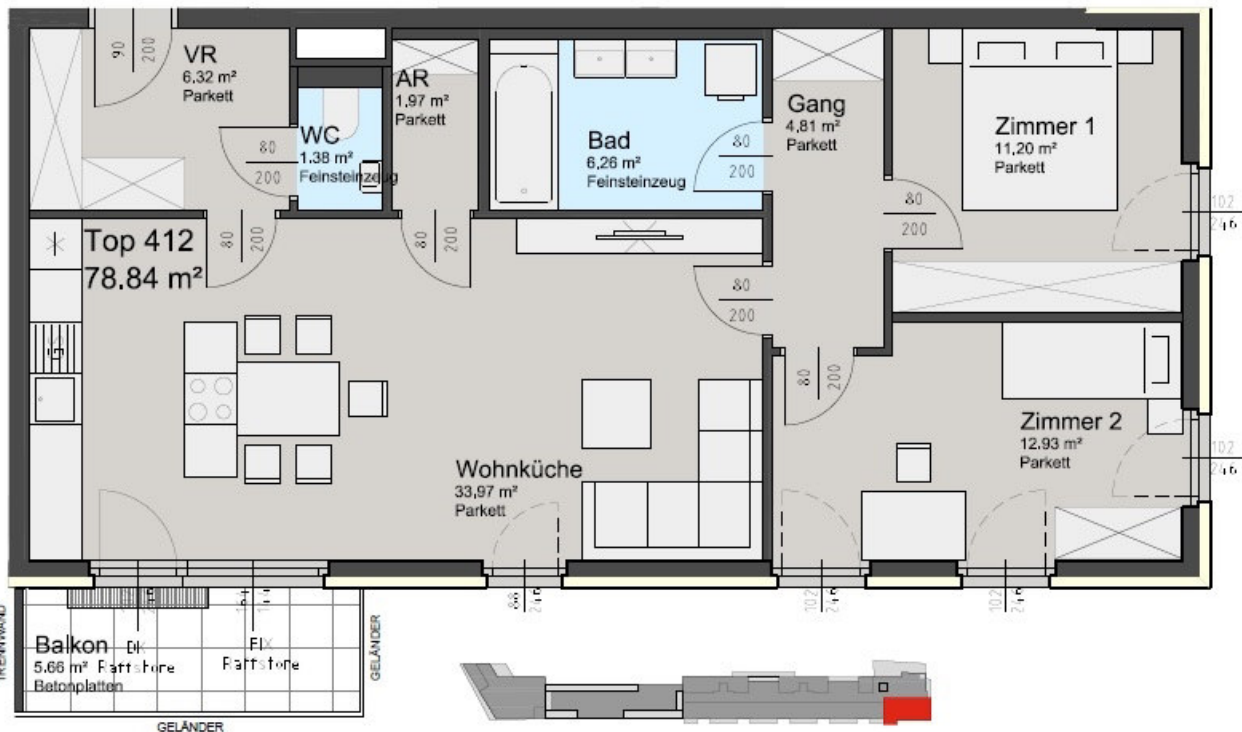 VR
6,32 m²
Parkett
90
200
WC
1.38 m²
Feinsteinzeug
80
200
AR
1,97 m²
Parkett
Bad
6,26 m²
Feinsteinzeug
80
200
Gang
4,81 m²
Parkett
Zimmer 1
11,20 m²
Parkett
80
200
102
246
Top 412
78.84 m²
80
200
80
200
80
200
80
200
Zimmer 2
12.93 m²
Parkett
102
246
GS
Wohnküche
33,97 m²
Parkett
88
246
102
246
102
246
TRENNWAND
Balkon
5.66 m²
Betonplatten
Raffstore
FIX
Raffstore
GELÄNDER
GELÄNDER